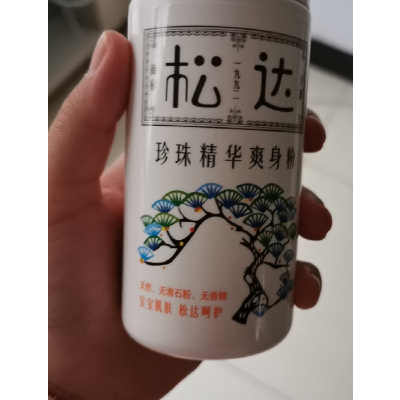 松达
一九九一
珍珠精华爽身粉
天然、无滑石粉、无香精
宝宝肌肤 松达呵护